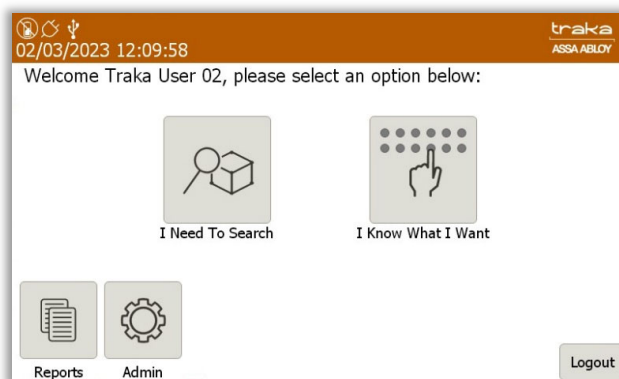 traka
02/03/2023 12:09:58
ASSA ABLOY
Welcome Traka User 02, please select an option below:
I Need To Search
I Know What I Want
Reports
Admin
Logout